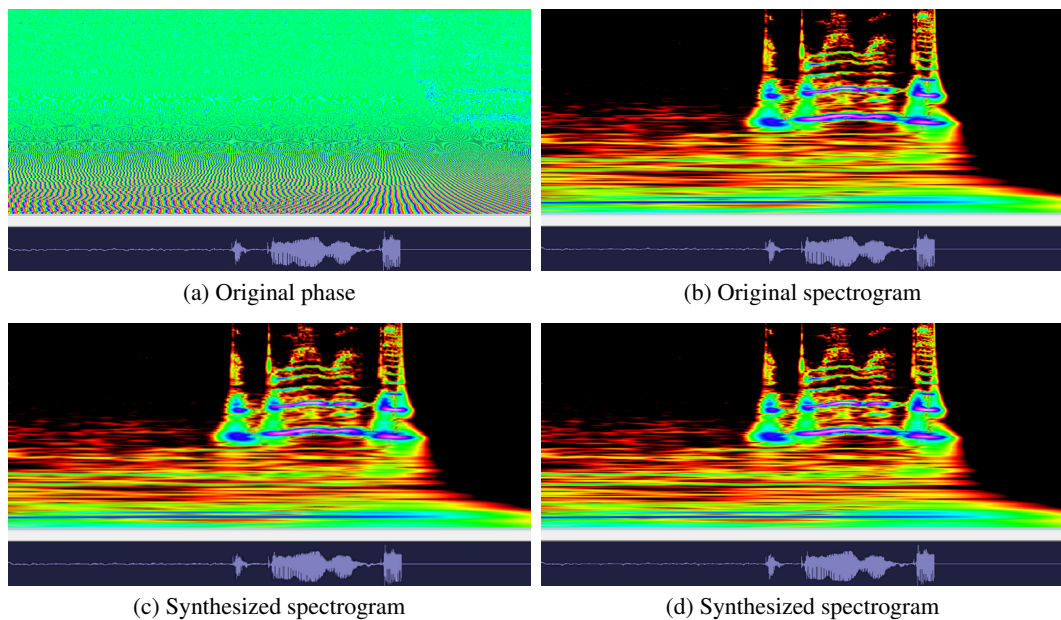 (a) Original phase
(b) Original spectrogram
(c) Synthesized spectrogram
(d) Synthesized spectrogram